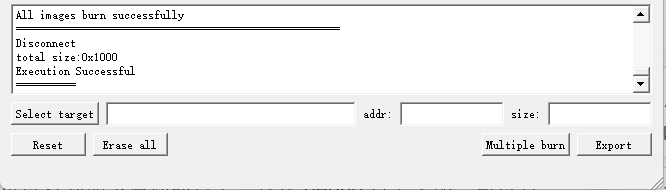 All images burn successfully
==================================================
Disconnect
total size:0x1000
Execution Successful
=========
Select target addr: size:
Reset Erase all Multiple burn Export